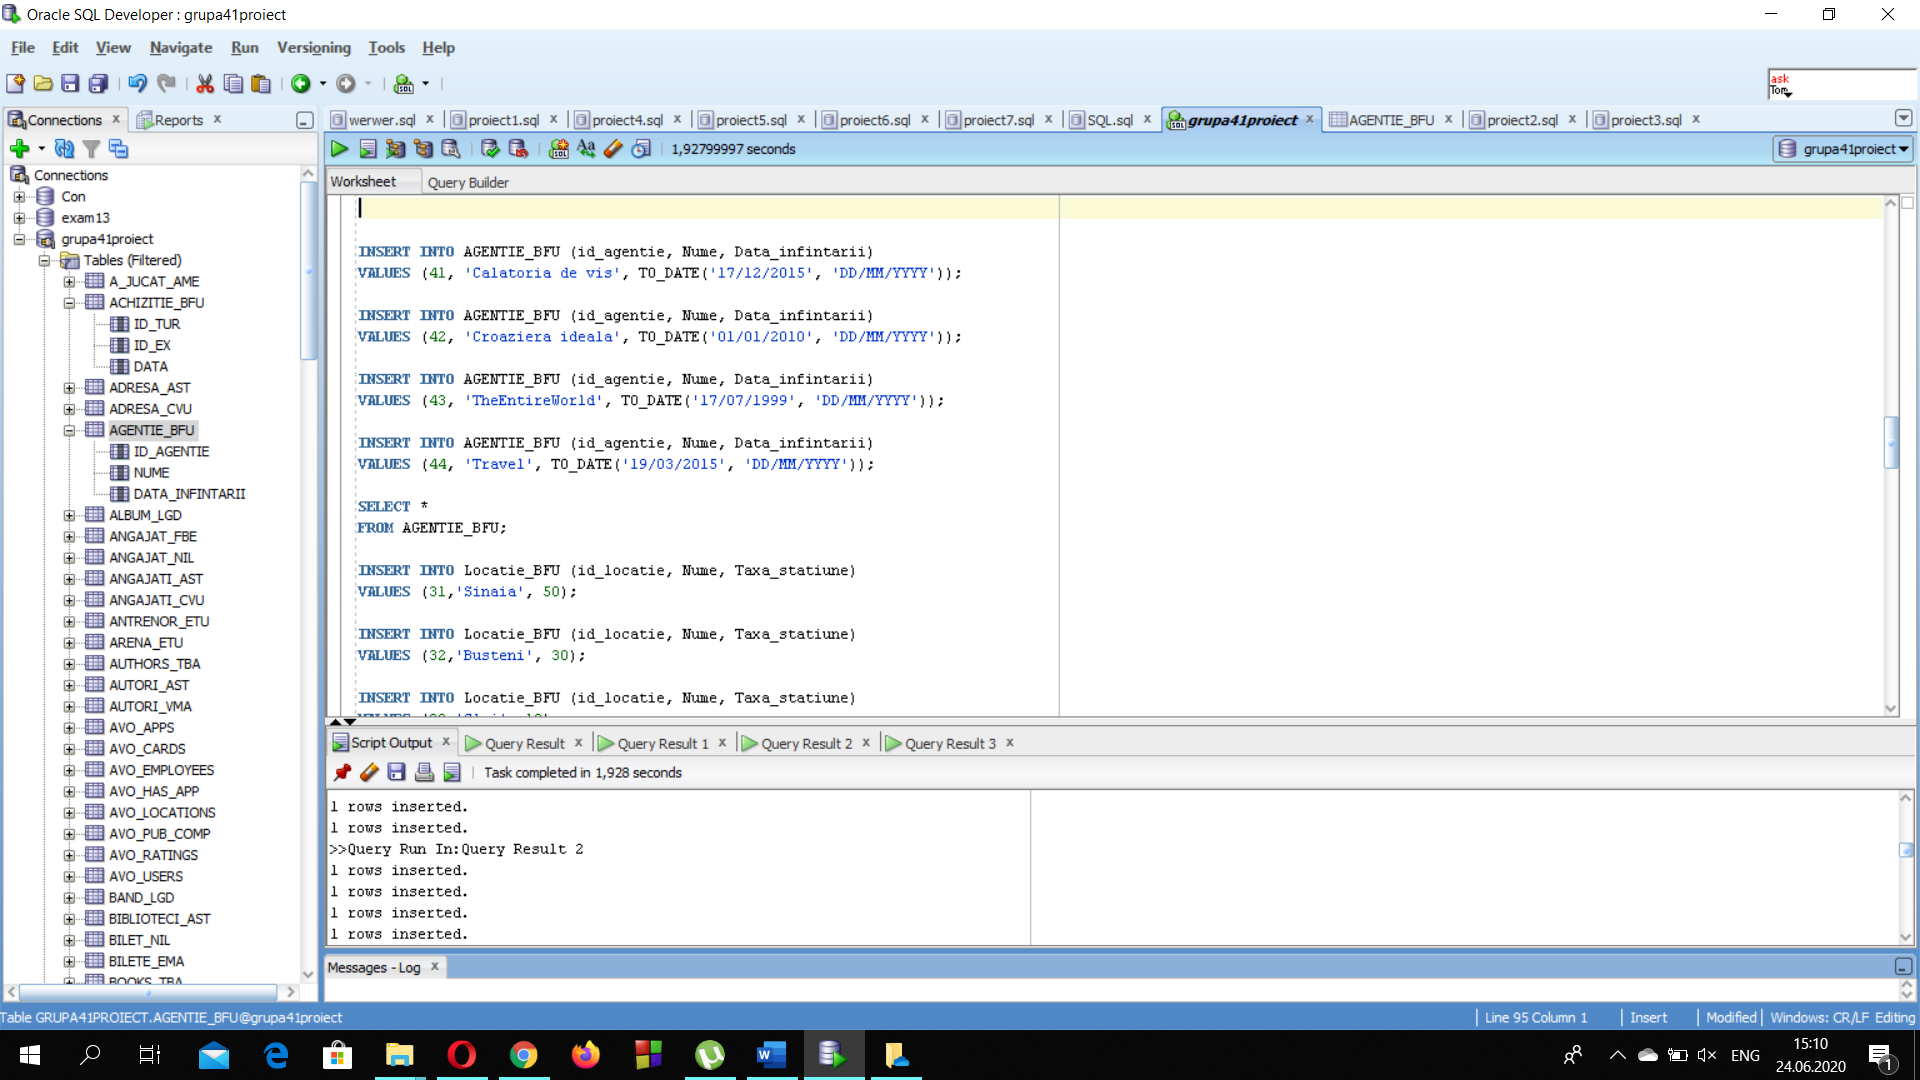 Oracle SQL Developer : grupa41proiect
File Edit View Navigate Run Versioning Tools Help
ask
Tom
Connections Reports
werwer.sql proiect1.sql proiect4.sql proiect5.sql proiect6.sql proiect7.sql SQL.sql grupa41proiect AGENTIE_BFU proiect2.sql proiect3.sql
1,92799997 seconds
grupa41proiect
Worksheet Query Builder
Connections
Con
exam13
grupa41proiect
Tables (Filtered)
A_JUCAT_AME
ACHIZITIE_BFU
ID_TUR
ID_EX
DATA
ADRESA_AST
ADRESA_CVU
AGENTIE_BFU
ID_AGENTIE
NUME
DATA_INFINTARII
ALBUM_LGD
ANGAJAT_FBE
ANGAJAT_NIL
ANGAJATI_AST
ANGAJATI_CVU
ANTRENOR_ETU
ARENA_ETU
AUTHORS_TBA
AUTORI_AST
AUTORI_VMA
AVO_APPS
AVO_CARDS
AVO_EMPLOYEES
AVO_HAS_APP
AVO_LOCATIONS
AVO_PUB_COMP
AVO_RATINGS
AVO_USERS
BAND_LGD
BIBLIOTECI_AST
BILET_NIL
BILETE_EMA
BOOKS_TBA
INSERT INTO AGENTIE_BFU (id_agentie, Nume, Data_infintarii)
VALUES (41, 'Calatoria de vis', TO_DATE('17/12/2015', 'DD/MM/YYYY'));
INSERT INTO AGENTIE_BFU (id_agentie, Nume, Data_infintarii)
VALUES (42, 'Croaziera ideala', TO_DATE('01/01/2010', 'DD/MM/YYYY'));
INSERT INTO AGENTIE_BFU (id_agentie, Nume, Data_infintarii)
VALUES (43, 'TheEntireWorld', TO_DATE('17/07/1999', 'DD/MM/YYYY'));
INSERT INTO AGENTIE_BFU (id_agentie, Nume, Data_infintarii)
VALUES (44, 'Travel', TO_DATE('19/03/2015', 'DD/MM/YYYY'));
SELECT *
FROM AGENTIE_BFU;
INSERT INTO Locatie_BFU (id_locatie, Nume, Taxa_statiune)
VALUES (31,'Sinaia', 50);
INSERT INTO Locatie_BFU (id_locatie, Nume, Taxa_statiune)
VALUES (32,'Busteni', 30);
INSERT INTO Locatie_BFU (id_locatie, Nume, Taxa_statiune)
Script Output Query Result Query Result 1 Query Result 2 Query Result 3
Task completed in 1,928 seconds
1 rows inserted.
1 rows inserted.
>>Query Run In:Query Result 2
1 rows inserted.
1 rows inserted.
1 rows inserted.
1 rows inserted.
Messages - Log
Table GRUPA41PROIECT.AGENTIE_BFU@grupa41proiect
Line 95 Column 1 Insert Modified Windows: CR/LF Editing
ENG
15:10
24.06.2020
1